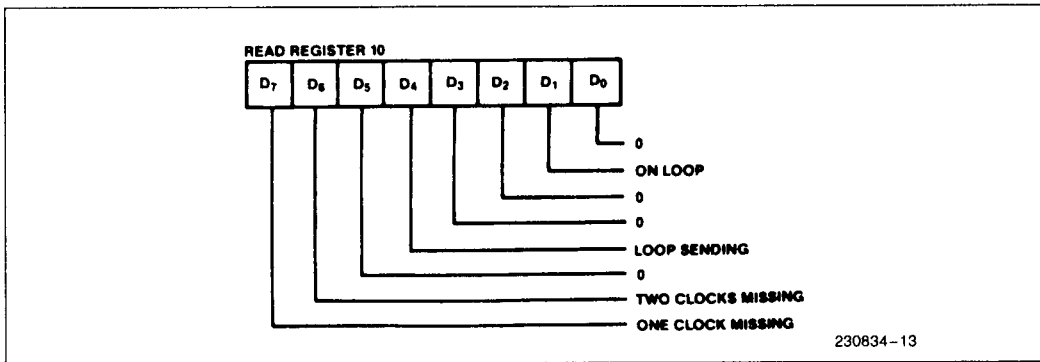 READ REGISTER 10
D7 D6 D5 D4 D3 D2 D1 D0
0
ON LOOP
0
0
LOOP SENDING
0
TWO CLOCKS MISSING
ONE CLOCK MISSING
230834-13